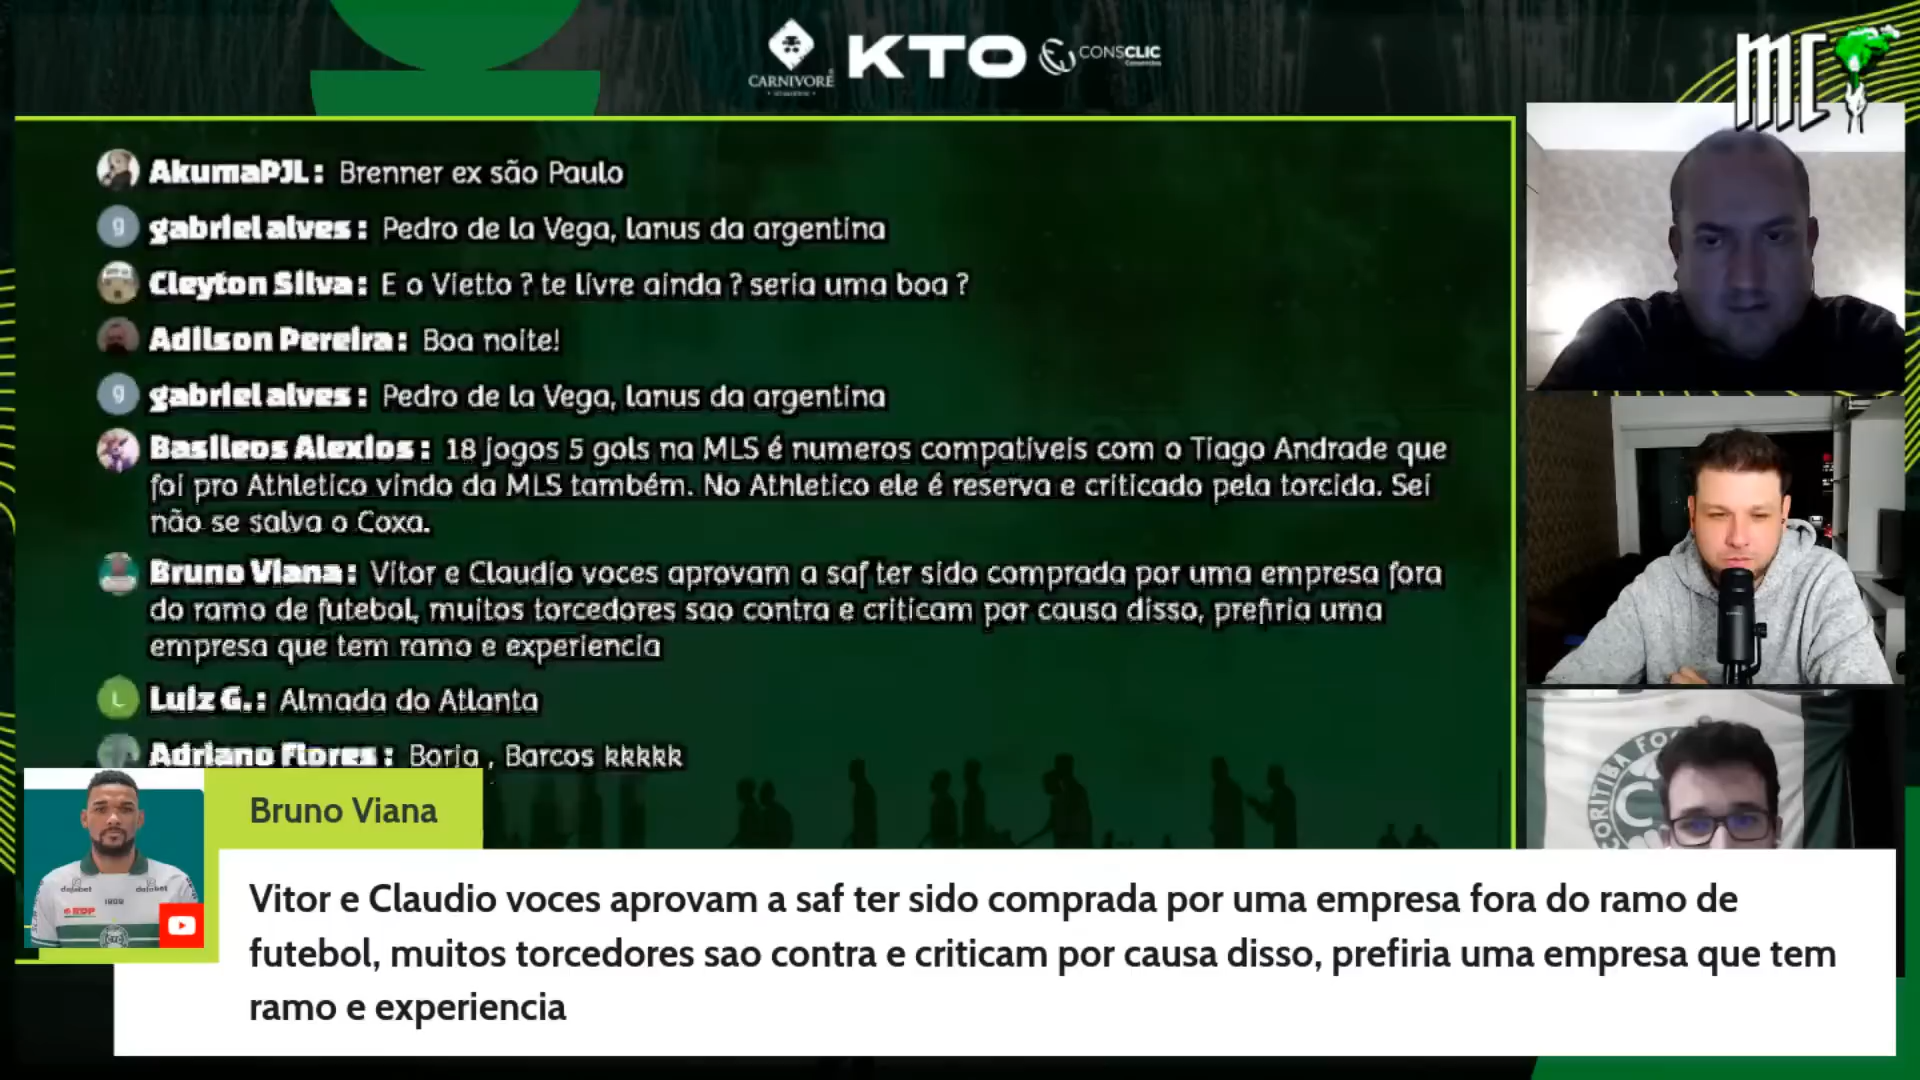 CARNIVORE
KTO
CONSCLIC
MC
AkumaPJL: Brenner ex são Paulo
g
gabriel alves: Pedro de la Vega, lanus da argentina
Cleyton Silva: E o Vietto ? te livre ainda ? seria uma boa ?
Adilson Pereira: Boa noite!
g
gabriel alves: Pedro de la Vega, lanus da argentina
Basileos Alexios: 18 jogos 5 gols na MLS é numeros compativeis com o Tiago Andrade que
foi pro Athletico vindo da MLS também. No Athletico ele é reserva e criticado pela torcida. Sei
não se salva o Coxa.
Bruno Viana: Vitor e Claudio voces aprovam a saf ter sido comprada por uma empresa fora
do ramo de futebol, muitos torcedores sao contra e criticam por causa disso, prefiria uma
empresa que tem ramo e experiencia
L
Luiz G.: Almada do Atlanta
Adriano Flores: Borja , Barcos kkkkk
CORITIBA FO
Bruno Viana
dafabet dafabet
1909
Vitor e Claudio voces aprovam a saf ter sido comprada por uma empresa fora do ramo de
futebol, muitos torcedores sao contra e criticam por causa disso, prefiria uma empresa que tem
ramo e experiencia